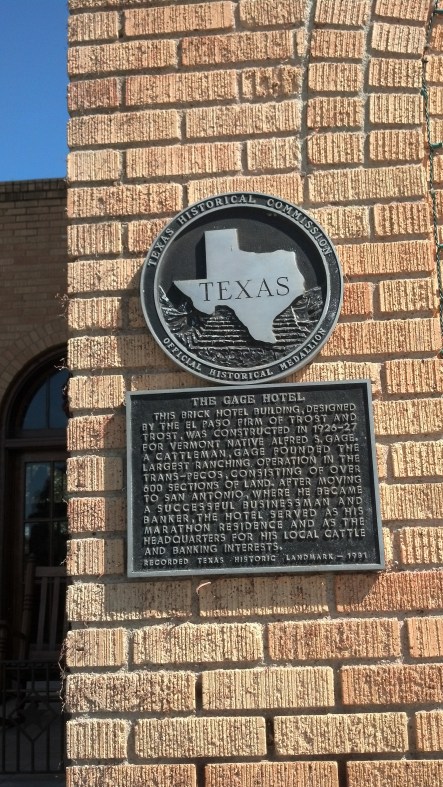 TEXAS HISTORICAL COMMISSION
TEXAS
OFFICIAL HISTORICAL MEDALLION
THE GAGE HOTEL
THIS BRICK HOTEL BUILDING, DESIGNED
BY THE EL PASO FIRM OF TROST AND
TROST, WAS CONSTRUCTED IN 1926-27
FOR VERMONT NATIVE ALFRED S. GAGE.
A CATTLEMAN, GAGE FOUNDED THE
LARGEST RANCHING OPERATION IN THE
TRANS-PECOS, CONSISTING OF OVER
600 SECTIONS OF LAND. AFTER MOVING
TO SAN ANTONIO, WHERE HE BECAME
A SUCCESSFUL BUSINESSMAN AND
BANKER, THE HOTEL SERVED AS HIS
MARATHON RESIDENCE AND AS THE
HEADQUARTERS FOR HIS LOCAL CATTLE
AND BANKING INTERESTS.
RECORDED TEXAS HISTORIC LANDMARK - 1981